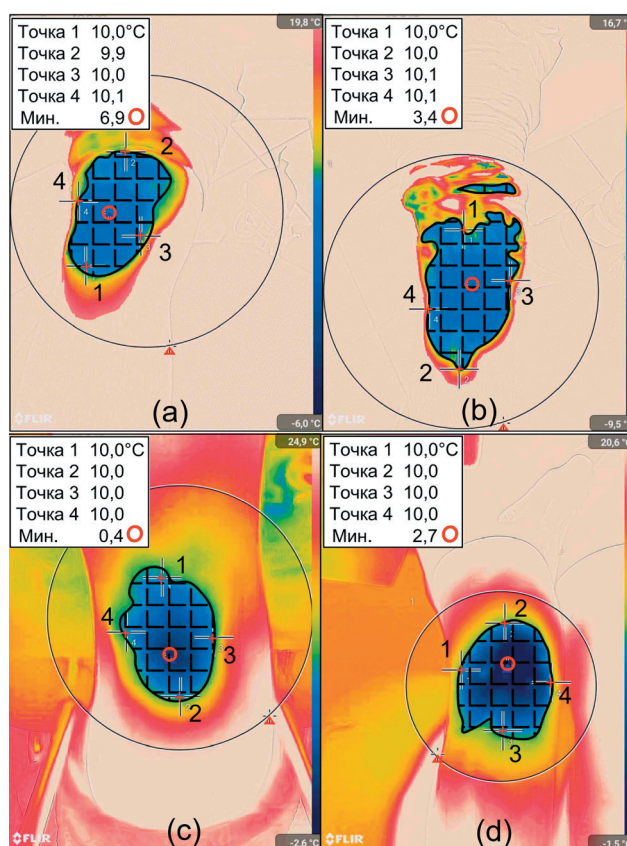 19,8 °C
Точка 1 10,0°C
Точка 2 9,9
Точка 3 10,0
Точка 4 10,1
Мин. 6,9
2
4
3
1
(a)
FLIR
-6,0 °C
16,7 °C
Точка 1 10,0°C
Точка 2 10,0
Точка 3 10,1
Точка 4 10,1
Мин. 3,4
1
3
4
2
(b)
FLIR
-9,5 °C
24,9 °C
Точка 1 10,0°C
Точка 2 10,0
Точка 3 10,0
Точка 4 10,0
Мин. 0,4
1
4
3
2
(c)
FLIR
-2,6 °C
20,6 °C
Точка 1 10,0°C
Точка 2 10,0
Точка 3 10,0
Точка 4 10,0
Мин. 2,7
2
1
4
3
(d)
FLIR
-1,5 °C